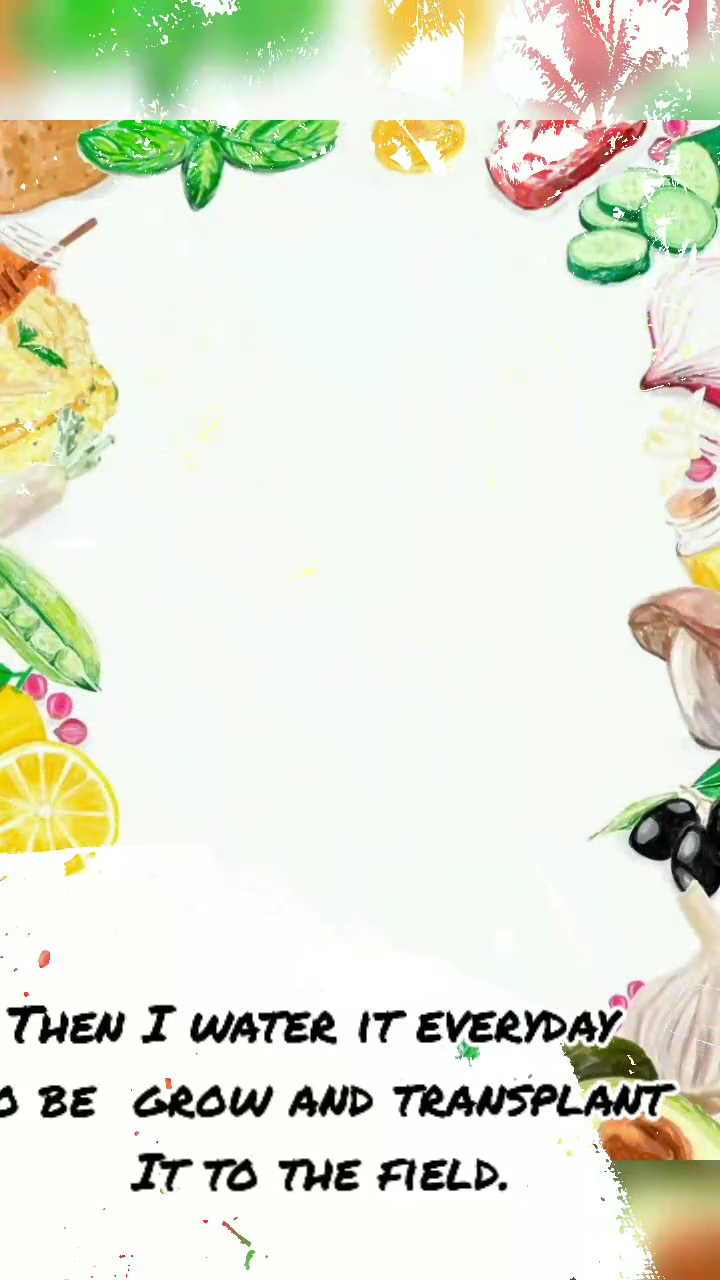 Then I water it everyday
o be grow and transplant
It to the field.